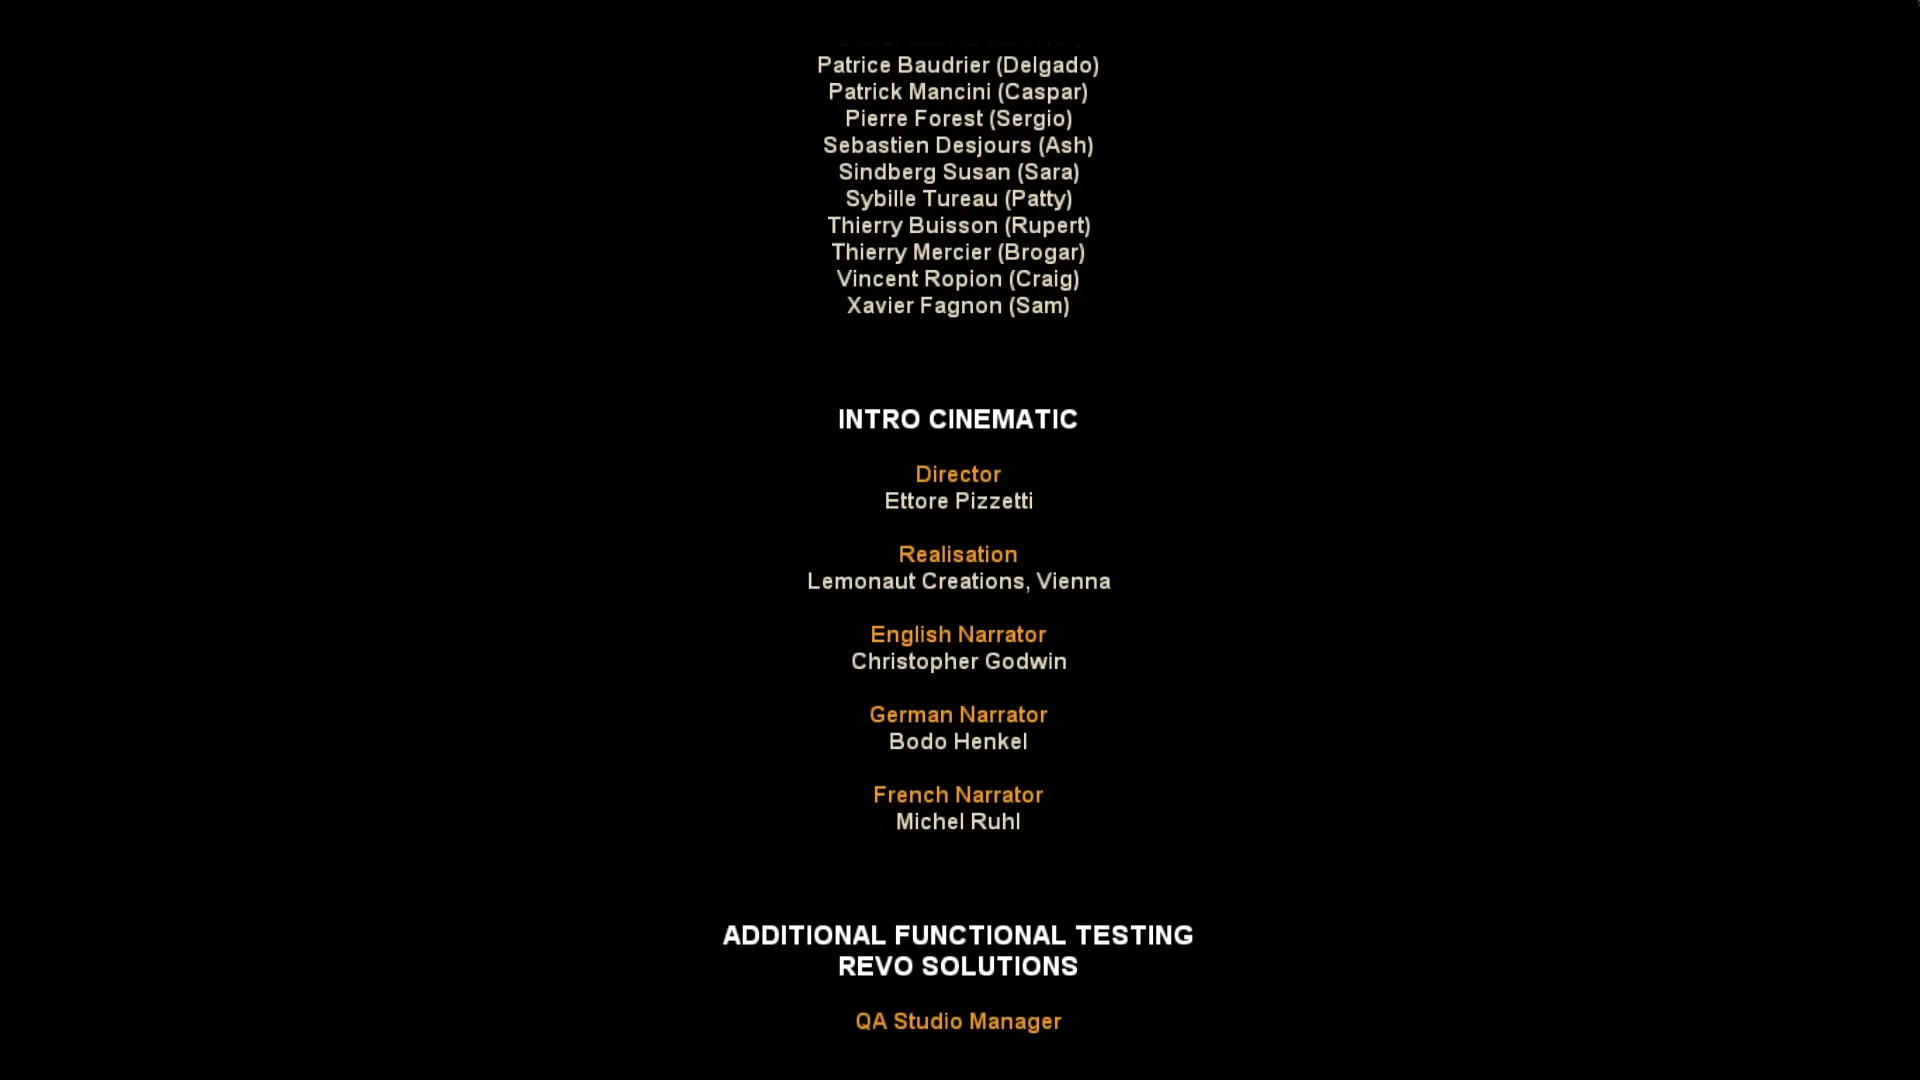 Patrice Baudrier (Delgado)
Patrick Mancini (Caspar)
Pierre Forest (Sergio)
Sebastien Desjours (Ash)
Sindberg Susan (Sara)
Sybille Tureau (Patty)
Thierry Buisson (Rupert)
Thierry Mercier (Brogar)
Vincent Ropion (Craig)
Xavier Fagnon (Sam)
INTRO CINEMATIC
Director
Ettore Pizzetti
Realisation
Lemonaut Creations, Vienna
English Narrator
Christopher Godwin
German Narrator
Bodo Henkel
French Narrator
Michel Ruhl
ADDITIONAL FUNCTIONAL TESTING
REVO SOLUTIONS
QA Studio Manager